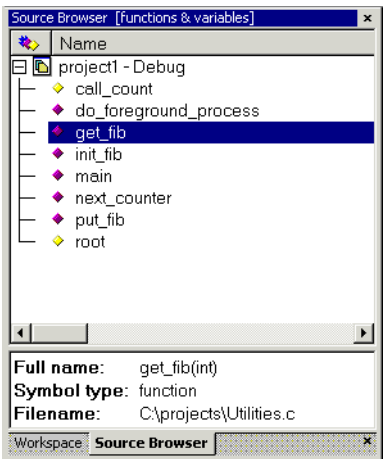 Source Browser [functions & variables]
Name
project1 - Debug
call_count
do_foreground_process
get_fib
init_fib
main
next_counter
put_fib
root
Full name: get_fib(int)
Symbol type: function
Filename: C:\projects\Utilities.c
Workspace Source Browser